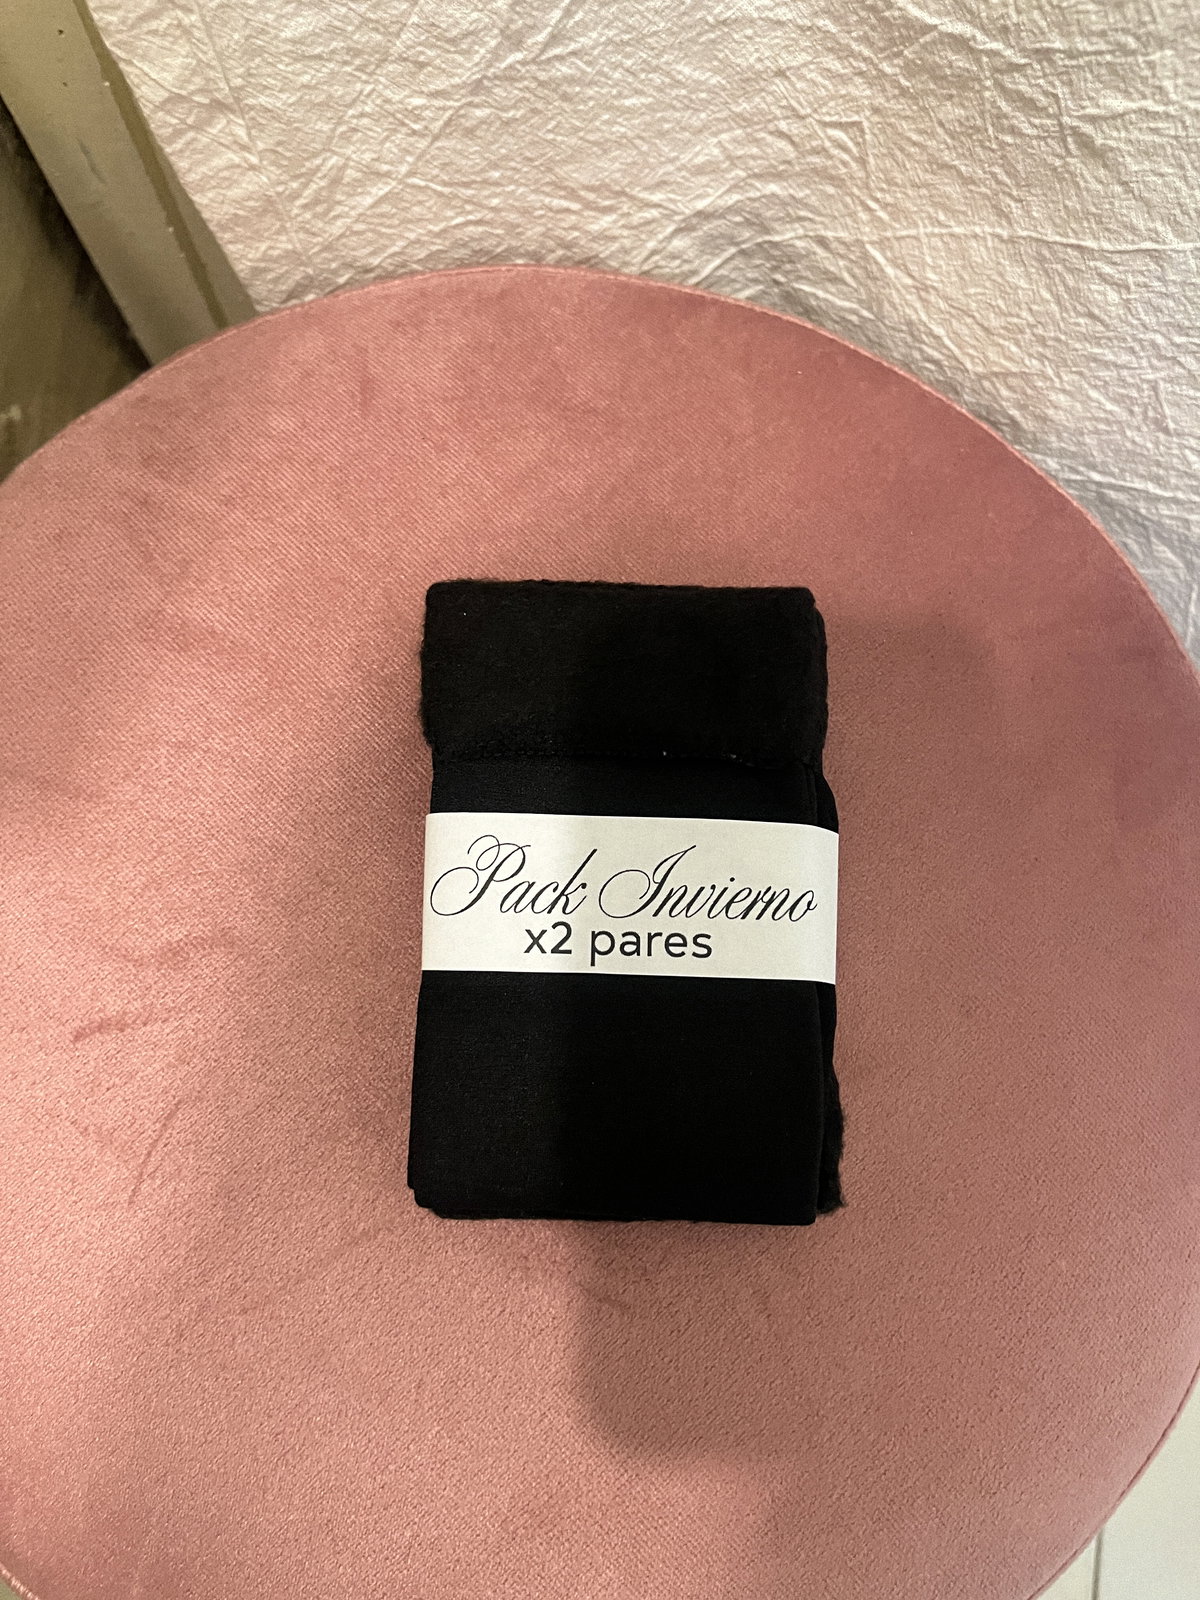 Pack Invierno
x2 pares